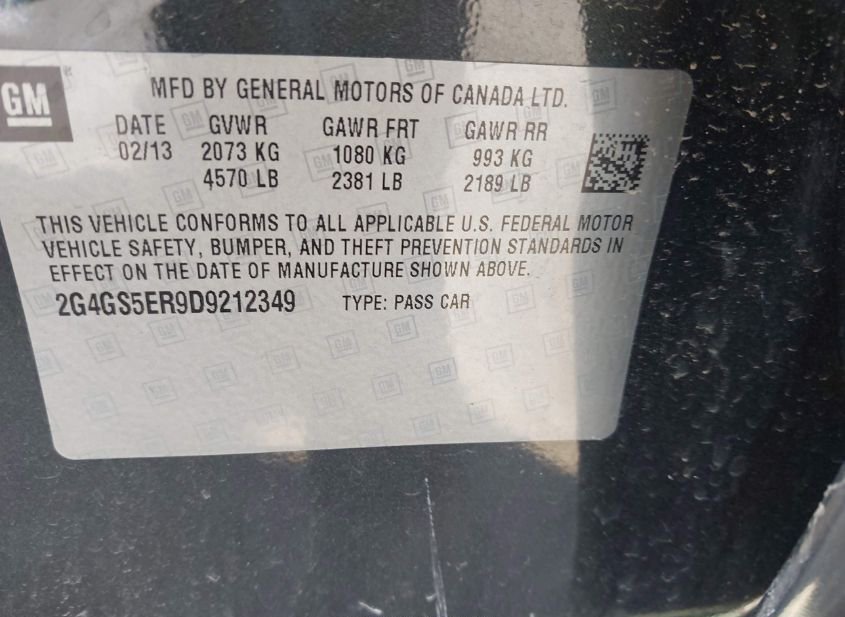 GM
MFD BY GENERAL MOTORS OF CANADA LTD.
DATE GVWR GAWR FRT GAWR RR
02/13 2073 KG 1080 KG 993 KG
4570 LB 2381 LB 2189 LB
THIS VEHICLE CONFORMS TO ALL APPLICABLE U.S. FEDERAL MOTOR
VEHICLE SAFETY, BUMPER, AND THEFT PREVENTION STANDARDS IN
EFFECT ON THE DATE OF MANUFACTURE SHOWN ABOVE.
2G4GS5ER9D9212349 TYPE: PASS CAR